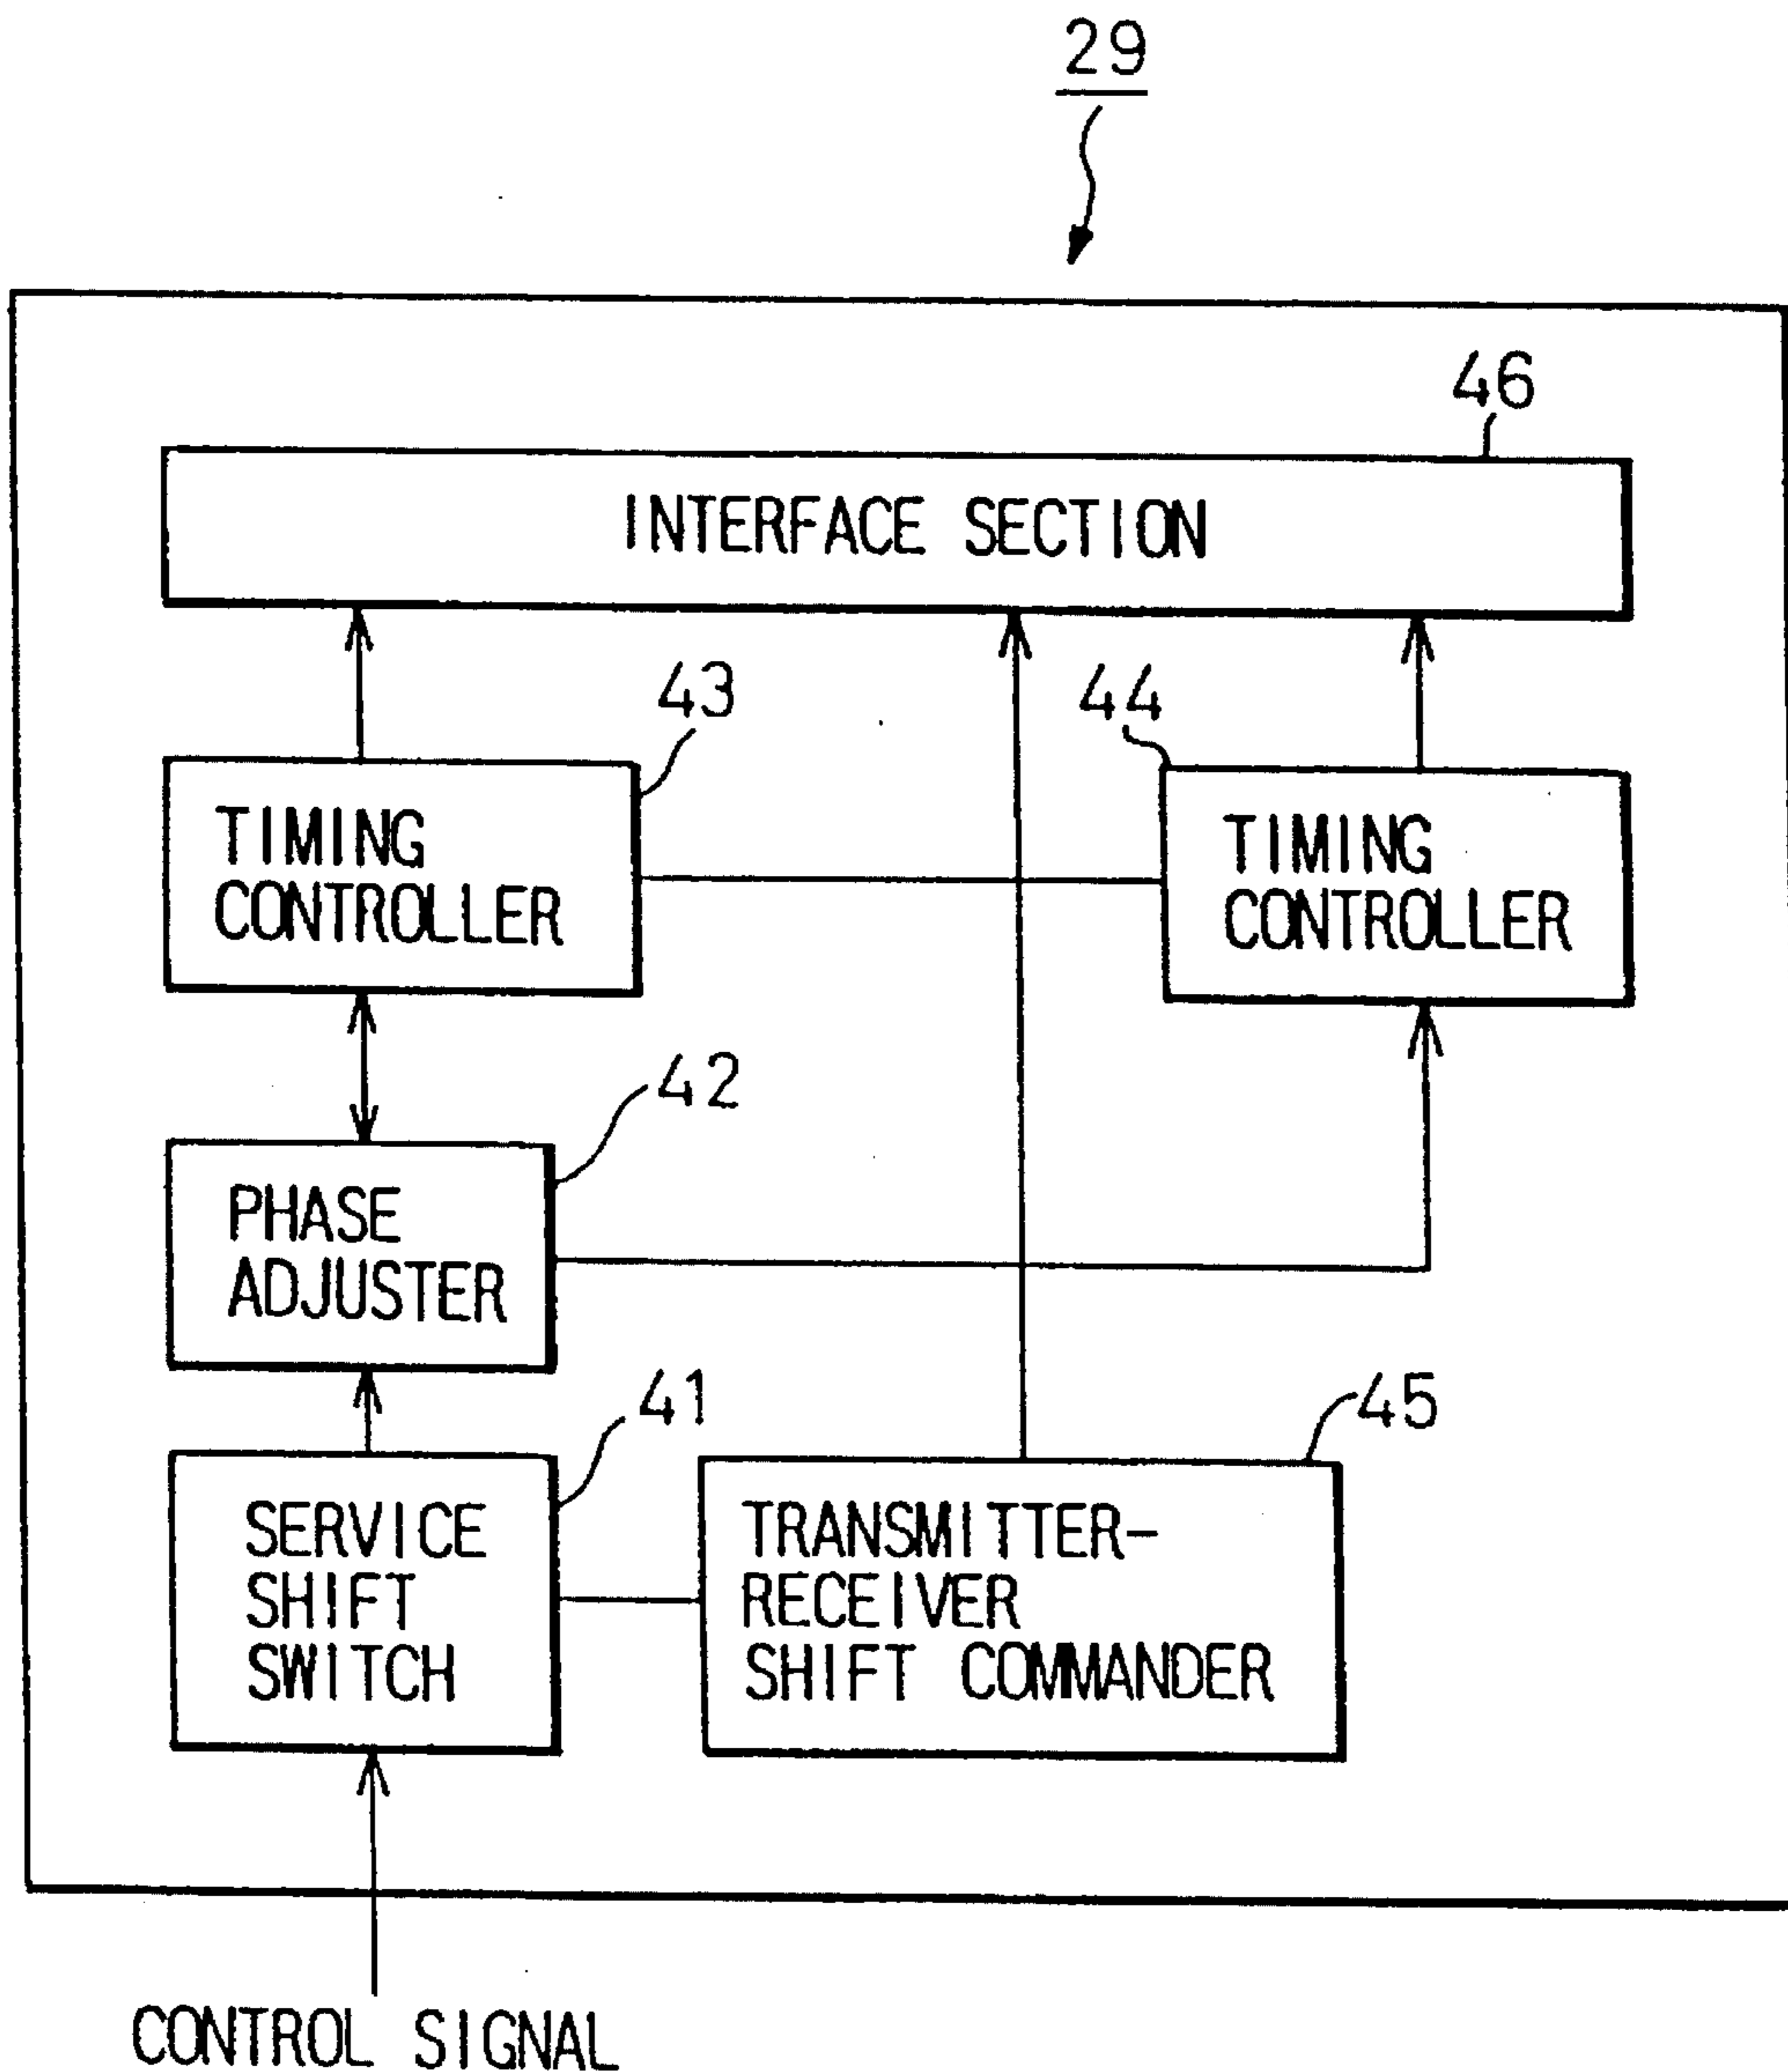 29
46
INTERFACE SECTION
43
44
TIMING
CONTROLLER
TIMING
CONTROLLER
42
PHASE
ADJUSTER
41
45
SERVICE
SHIFT
SWITCH
TRANSMITTER-
RECEIVER
SHIFT COMMANDER
CONTROL SIGNAL